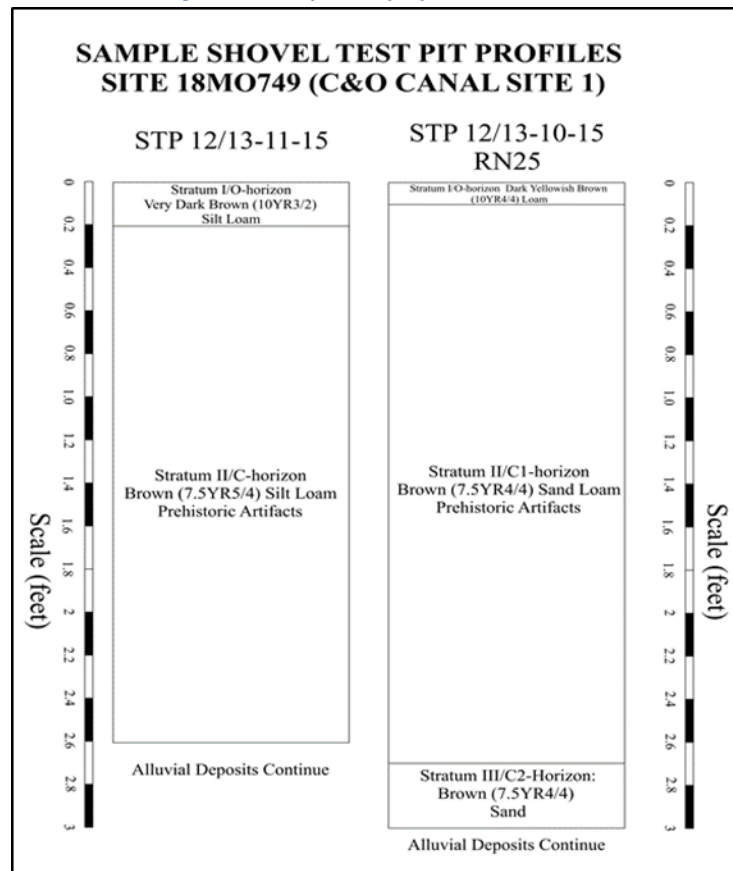 SAMPLE SHOVEL TEST PIT PROFILES
SITE 18MO749 (C&O CANAL SITE 1)
STP 12/13-11-15
STP 12/13-10-15
RN25
0
0.2
0.4
0.6
0.8
1.0
1.2
1.4
1.6
1.8
2
2.2
2.4
2.6
2.8
3
Scale (feet)
Stratum I/O-horizon
Very Dark Brown (10YR3/2)
Silt Loam
Stratum II/C-horizon
Brown (7.5YR5/4) Silt Loam
Prehistoric Artifacts
Alluvial Deposits Continue
Stratum I/O-horizon Dark Yellowish Brown
(10YR4/4) Loam
Stratum II/C1-horizon
Brown (7.5YR4/4) Sand Loam
Prehistoric Artifacts
Stratum III/C2-Horizon:
Brown (7.5YR4/4)
Sand
Alluvial Deposits Continue
0
0.2
0.4
0.6
0.8
1.0
1.2
1.4
1.6
1.8
2
2.2
2.4
2.6
2.8
3
Scale (feet)